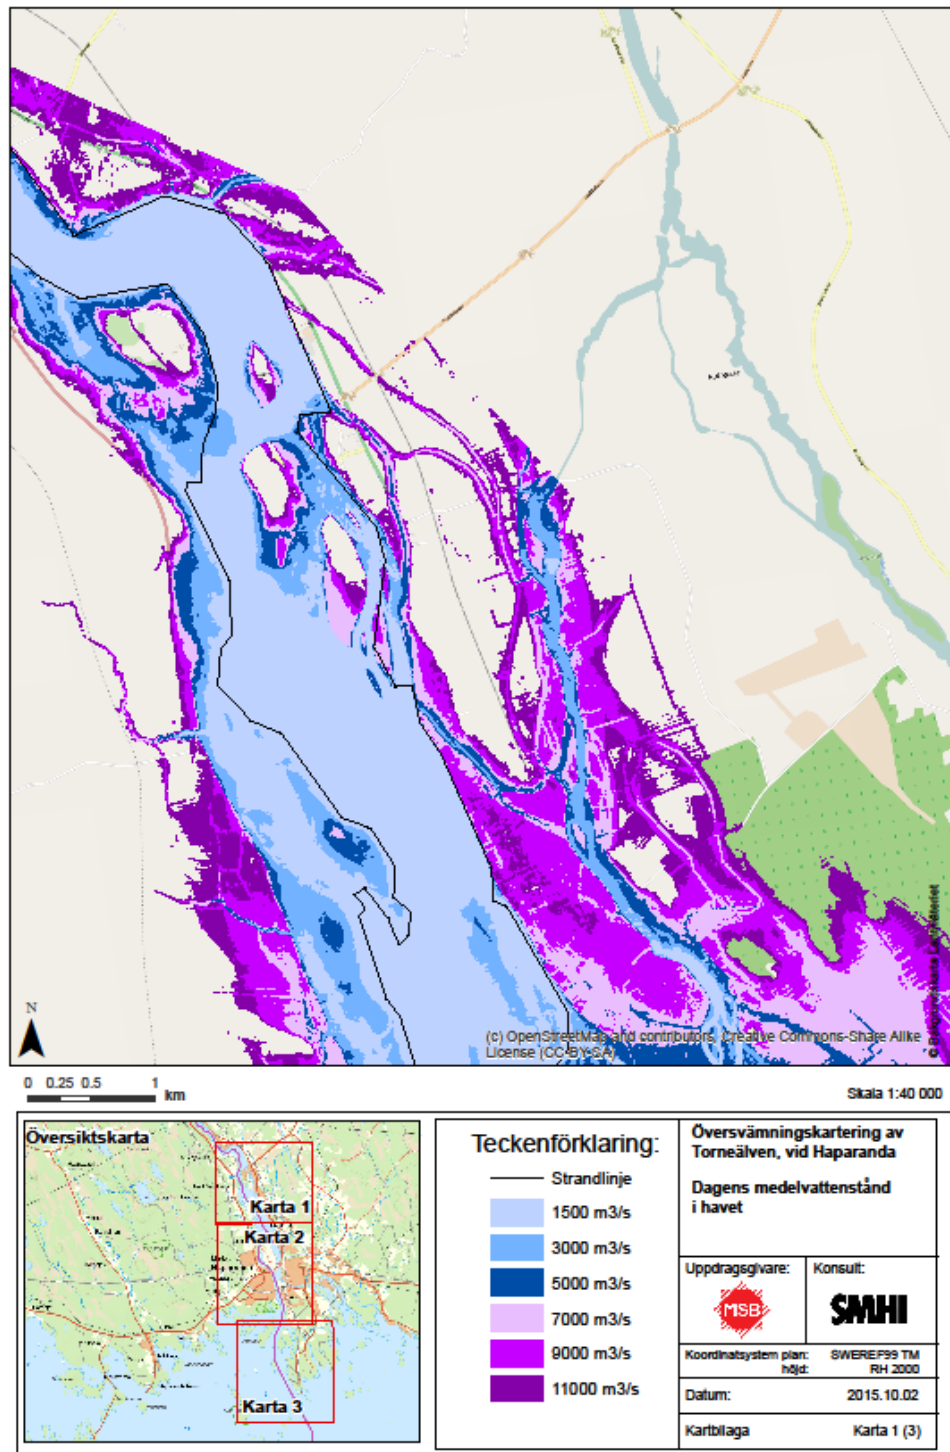 N
(c) OpenStreetMap and contributors, Creative Commons-Share Alike
License (CC-BY-SA)
0 0.25 0.5 1
km
Skala 1:40 000
Översiktskarta
Karta 1
Karta 2
Karta 3
Teckenförklaring:
Strandlinje
1500 m3/s
3000 m3/s
5000 m3/s
7000 m3/s
9000 m3/s
11000 m3/s
Översvämningskartering av
Torneälven, vid Haparanda
Dagens medelvattenstånd
i havet
Uppdragsgivare:
MSB
Konsult:
SMHI
Koordinatsystem plan: SWEREF99 TM
höjd: RH 2000
Datum: 2015.10.02
Kartbilaga Karta 1 (3)